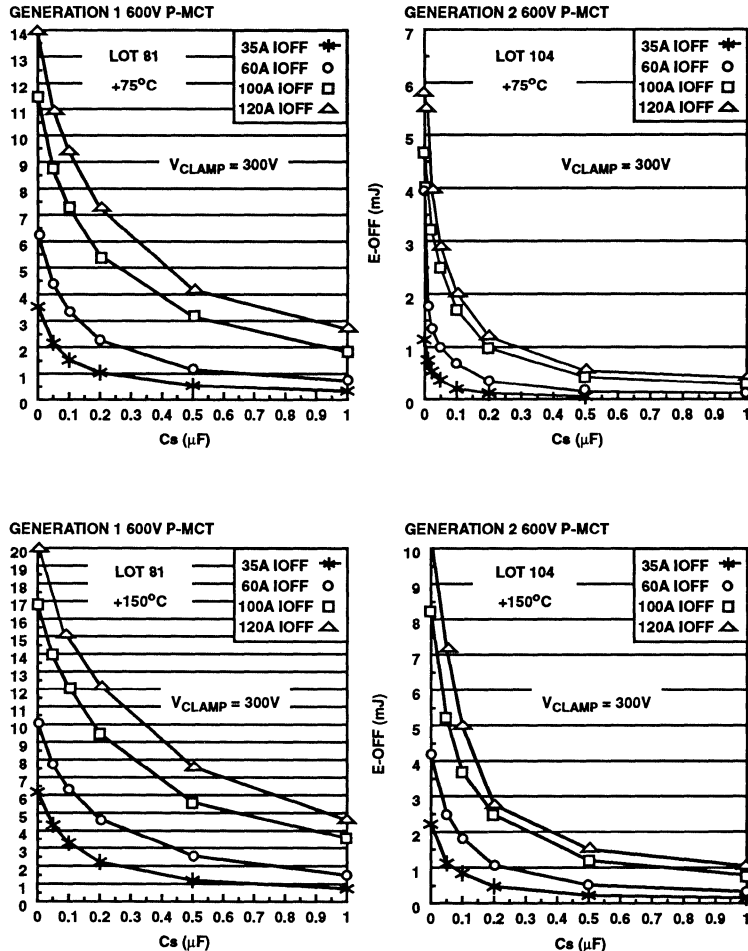 GENERATION 1 600V P-MCT
14
13
12
11
10
9
8
7
6
5
4
3
2
1
0
LOT 81
+75°C
35A IOFF
60A IOFF
100A IOFF
120A IOFF
VCLAMP = 300V
0 0.1 0.2 0.3 0.4 0.5 0.6 0.7 0.8 0.9 1
Cs (μF)
GENERATION 2 600V P-MCT
7
6
5
4
3
2
1
0
E-OFF (mJ)
LOT 104
+75°C
35A IOFF
60A IOFF
100A IOFF
120A IOFF
VCLAMP = 300V
0 0.1 0.2 0.3 0.4 0.5 0.6 0.7 0.8 0.9 1
Cs (μF)
GENERATION 1 600V P-MCT
20
19
18
17
16
15
14
13
12
11
10
9
8
7
6
5
4
3
2
1
0
LOT 81
+150°C
35A IOFF
60A IOFF
100A IOFF
120A IOFF
VCLAMP = 300V
0 0.1 0.2 0.3 0.4 0.5 0.6 0.7 0.8 0.9 1
Cs (μF)
GENERATION 2 600V P-MCT
10
9
8
7
6
5
4
3
2
1
0
E-OFF (mJ)
LOT 104
+150°C
35A IOFF
60A IOFF
100A IOFF
120A IOFF
VCLAMP = 300V
0 0.1 0.2 0.3 0.4 0.5 0.6 0.7 0.8 0.9 1
Cs (μF)